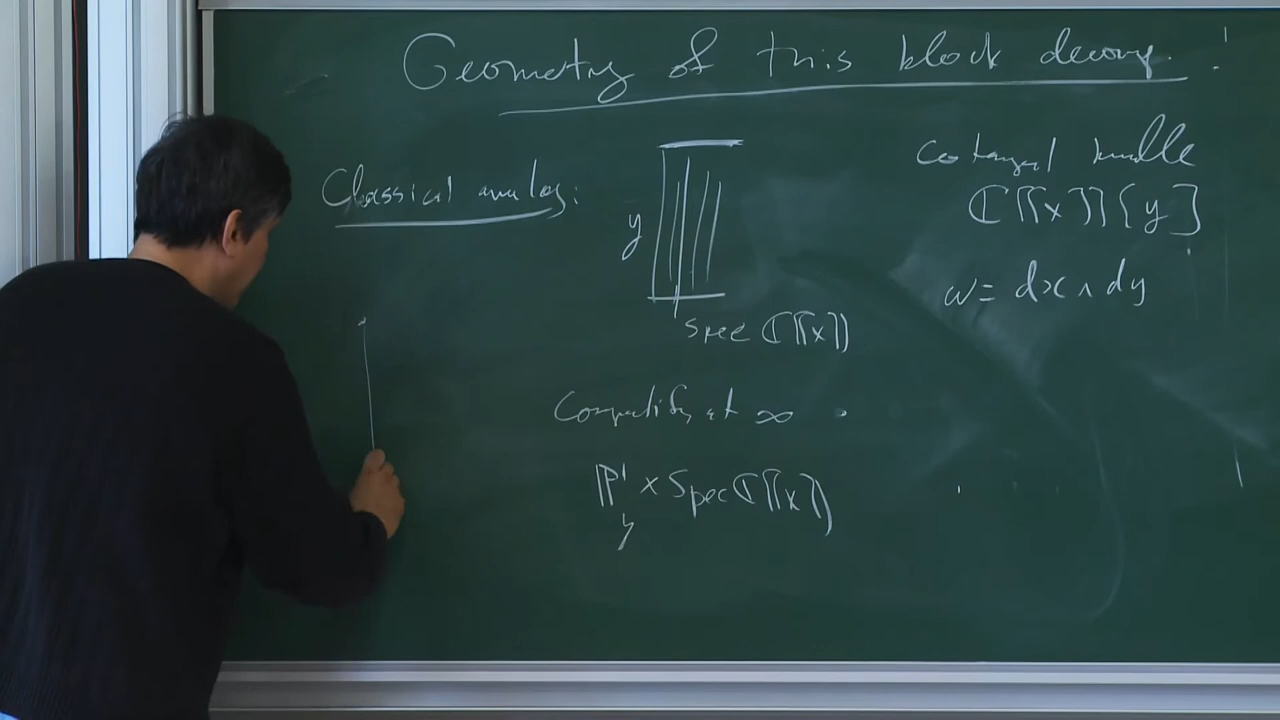 Geometry of this block decomp. !
Classical analog:
y
Spec ℂ[[x]]
cotangent bundle
ℂ[[x]][y]
ω = dx ∧ dy
Compactify at ∞
ℙ¹ × Spec ℂ[[x]]
y